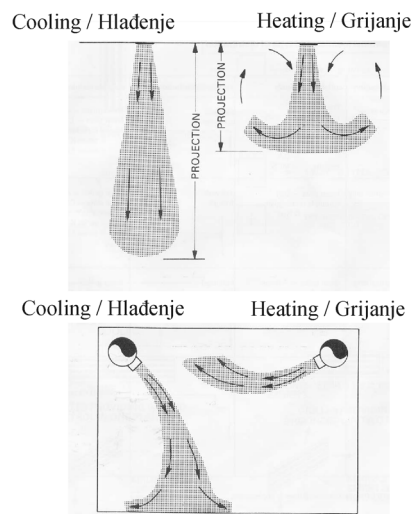 Cooling / Hlađenje
Heating / Grijanje
PROJECTION
PROJECTION
Cooling / Hlađenje
Heating / Grijanje